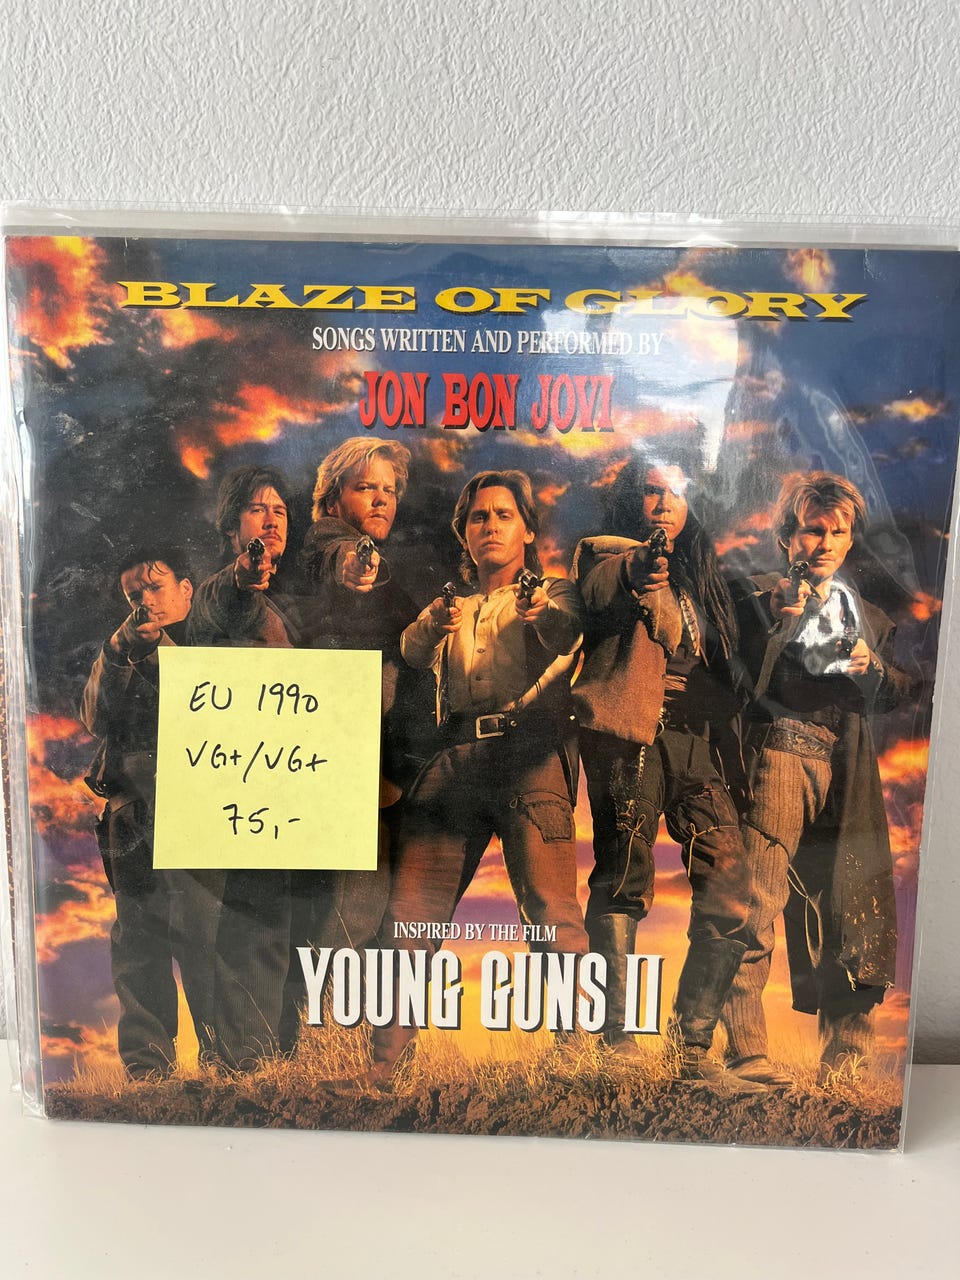 BLAZE OF GLORY
SONGS WRITTEN AND PERFORMED BY
JON BON JOVI
EU 1990
VG+/VG+
75,-
INSPIRED BY THE FILM
YOUNG GUNS II